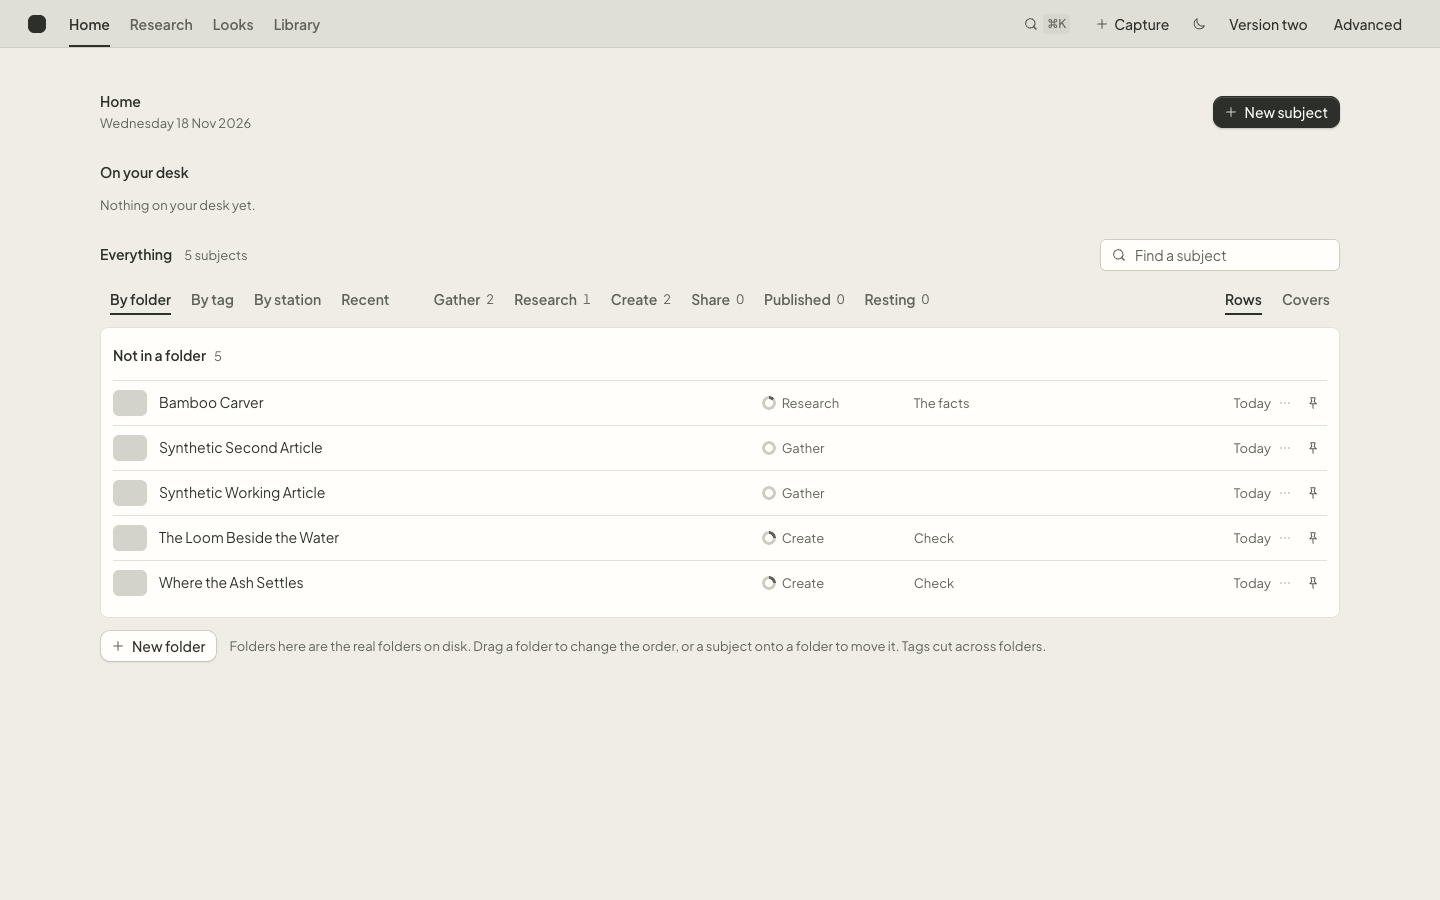 Home Research Looks Library ⌘K + Capture Version two Advanced
Home
Wednesday 18 Nov 2026
+ New subject
On your desk
Nothing on your desk yet.
Everything 5 subjects
Find a subject
By folder By tag By station Recent Gather 2 Research 1 Create 2 Share 0 Published 0 Resting 0 Rows Covers
Not in a folder 5
Bamboo Carver Research The facts Today ···
Synthetic Second Article Gather Today ···
Synthetic Working Article Gather Today ···
The Loom Beside the Water Create Check Today ···
Where the Ash Settles Create Check Today ···
+ New folder Folders here are the real folders on disk. Drag a folder to change the order, or a subject onto a folder to move it. Tags cut across folders.